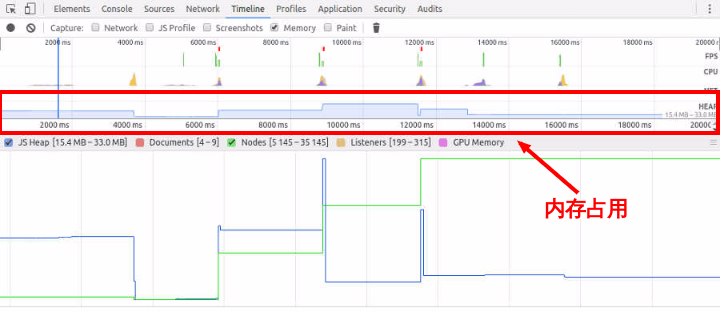 Elements Console Sources Network Timeline Profiles Application Security Audits
Capture: Network JS Profile Screenshots Memory Paint
2000 ms 4000 ms 6000 ms 8000 ms 10000 ms 12000 ms 14000 ms 16000 ms 18000 ms 20000
FPS
CPU
NET
HEAP
15.4 MB – 33.0 MB
2000 ms 4000 ms 6000 ms 8000 ms 10000 ms 12000 ms 14000 ms 16000 ms 18000 ms 20000
JS Heap [15.4 MB – 33.0 MB] Documents [4 – 9] Nodes [5 145 – 35 145] Listeners [199 – 315] GPU Memory
内存占用